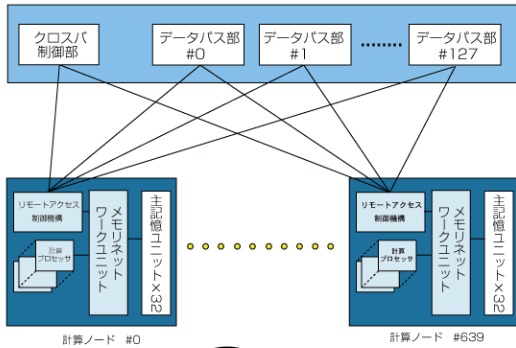 クロスバ
制御部
データパス部
#0
データパス部
#1
データパス部
#127
リモートアクセス
制御機構
計算
プロセッサ
メモリネット
ワークユニット
主記憶ユニット×32
リモートアクセス
制御機構
計算
プロセッサ
メモリネット
ワークユニット
主記憶ユニット×32
計算ノード #0
計算ノード #639